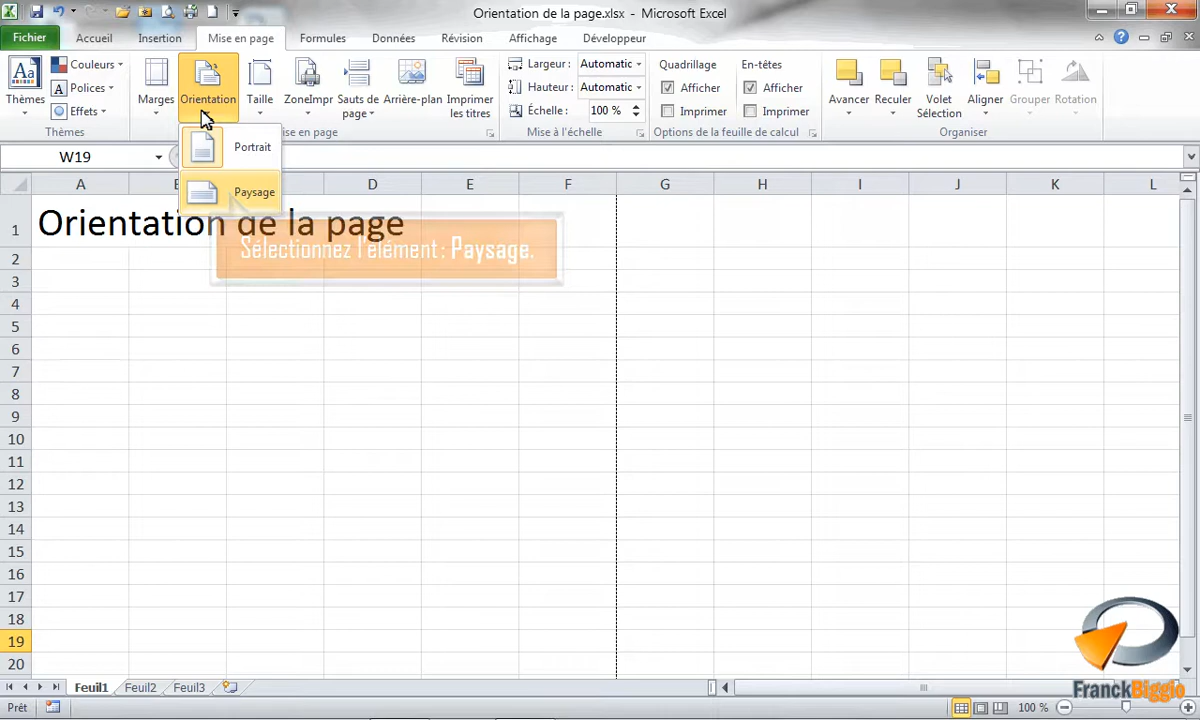 Orientation de la page.xlsx - Microsoft Excel
Fichier Accueil Insertion Mise en page Formules Données Révision Affichage Développeur
Couleurs Largeur : Automatic Quadrillage En-têtes
Polices Hauteur : Automatic Afficher Afficher
Effets Échelle : 100 % Imprimer Imprimer
Thèmes Marges Orientation Taille ZoneImpr Sauts de page Arrière-plan Imprimer les titres Avancer Reculer Volet Sélection Aligner Grouper Rotation
Thèmes ise en page Mise à l'échelle Options de la feuille de calcul Organiser
Portrait
Paysage
W19
A B D E F G H I J K L
1 Orientation de la page
Sélectionnez l'élément : Paysage.
2
3
4
5
6
7
8
9
10
11
12
13
14
15
16
17
18
19
20
Feuil1 Feuil2 Feuil3
FranckBiggio
Prêt 100 %